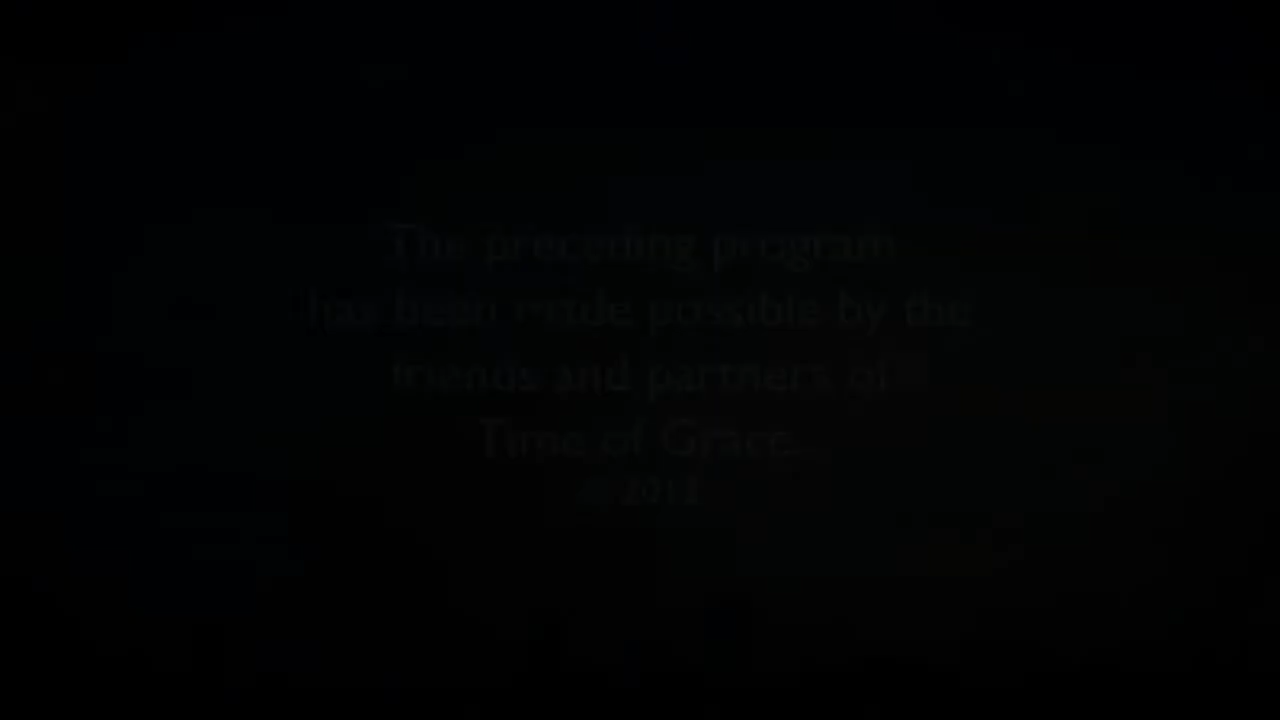 The preceding program
has been made possible by the
friends and partners of
Time of Grace.